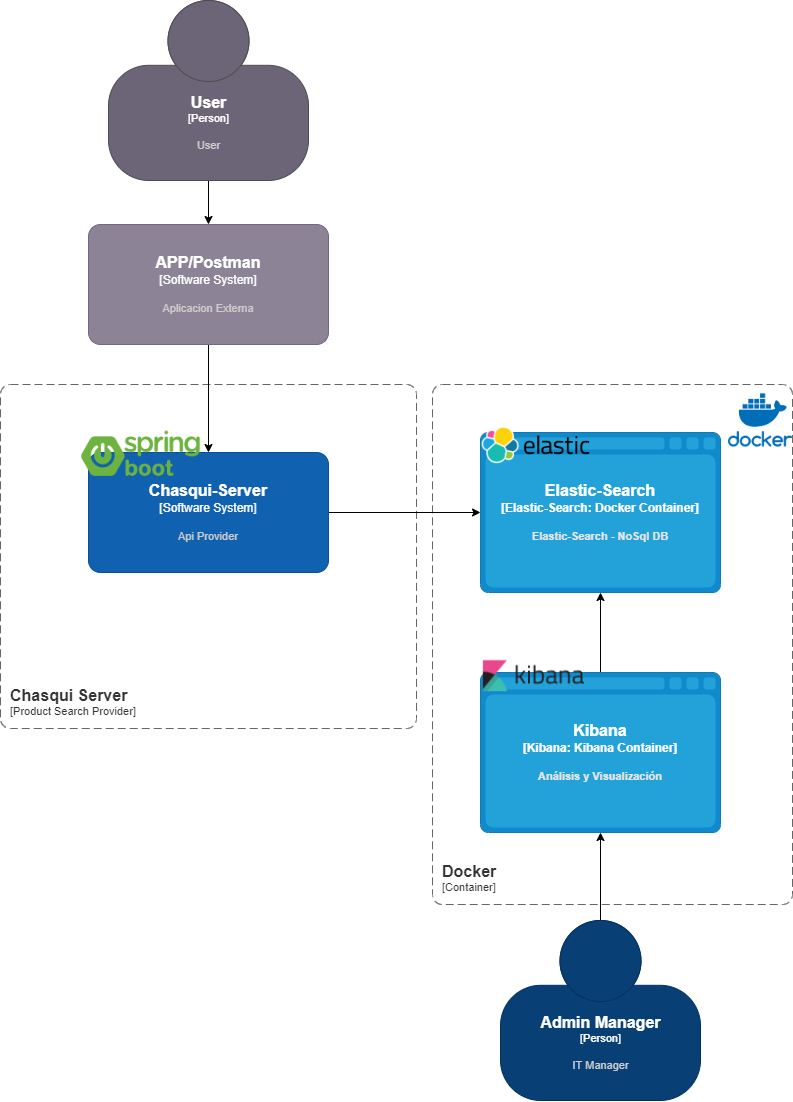 User
[Person]
User
APP/Postman
[Software System]
Aplicacion Externa
spring
boot
Chasqui-Server
[Software System]
Api Provider
Chasqui Server
[Product Search Provider]
docker
elastic
Elastic-Search
[Elastic-Search: Docker Container]
Elastic-Search - NoSql DB
kibana
Kibana
[Kibana: Kibana Container]
Análisis y Visualización
Docker
[Container]
Admin Manager
[Person]
IT Manager